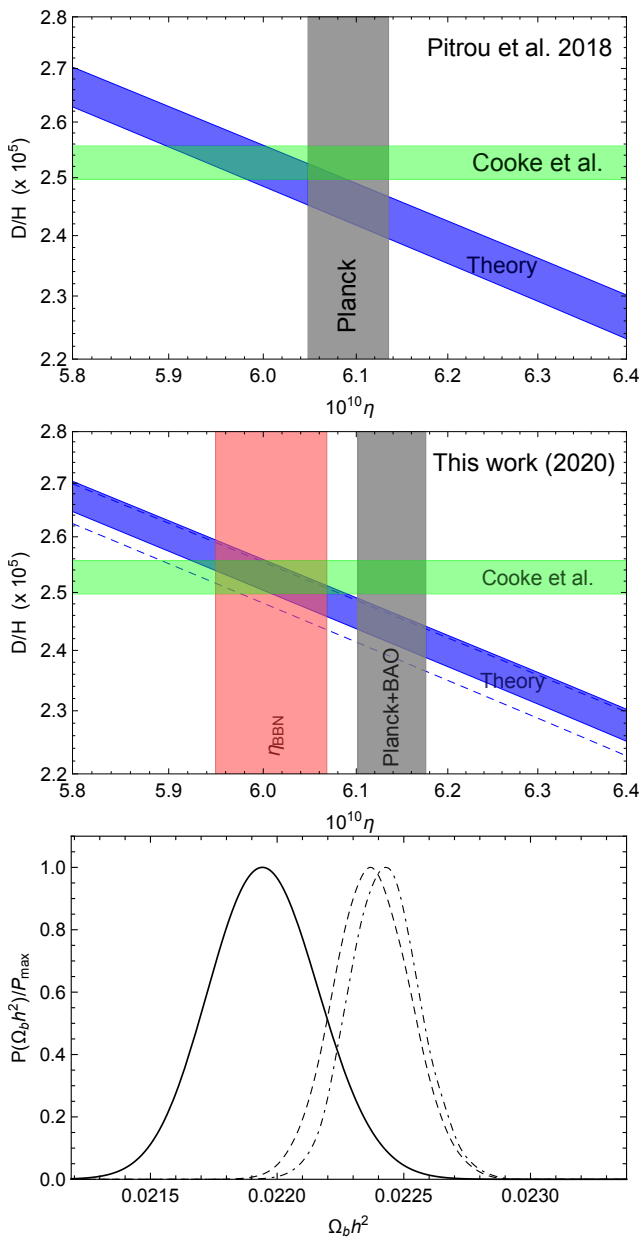 Pitrou et al. 2018
D/H (x 10⁵)
2.8
2.7
2.6
2.5
2.4
2.3
2.2
Cooke et al.
Theory
Planck
5.8 5.9 6.0 6.1 6.2 6.3 6.4
10¹⁰η
This work (2020)
D/H (x 10⁵)
2.8
2.7
2.6
2.5
2.4
2.3
2.2
Cooke et al.
Theory
η_BBN
Planck+BAO
5.8 5.9 6.0 6.1 6.2 6.3 6.4
10¹⁰η
P(Ω_b h²)/P_max
1.0
0.8
0.6
0.4
0.2
0.0
0.0215 0.0220 0.0225 0.0230
Ω_b h²